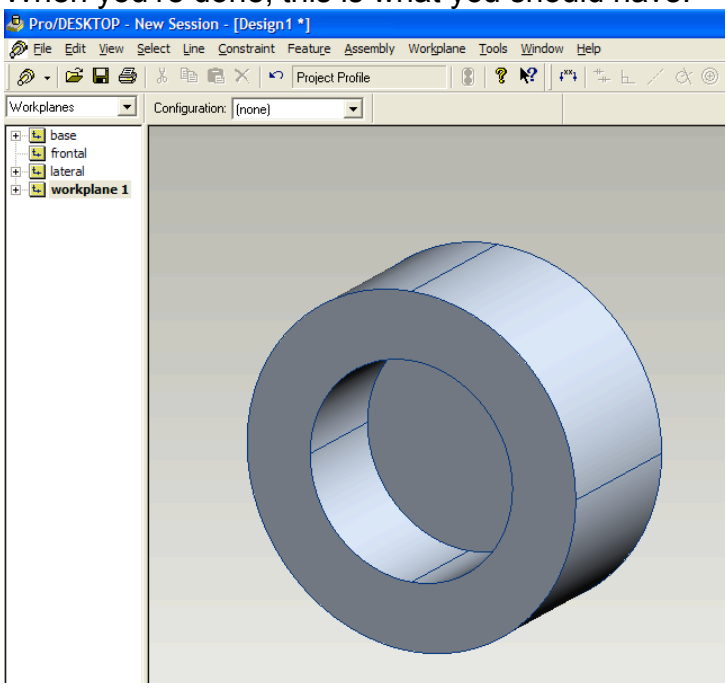 When you're done, this is what you should have:
Pro/DESKTOP - New Session - [Design1 *]
File Edit View Select Line Constraint Feature Assembly Workplane Tools Window Help
Project Profile
Workplanes Configuration: (none)
base
frontal
lateral
workplane 1